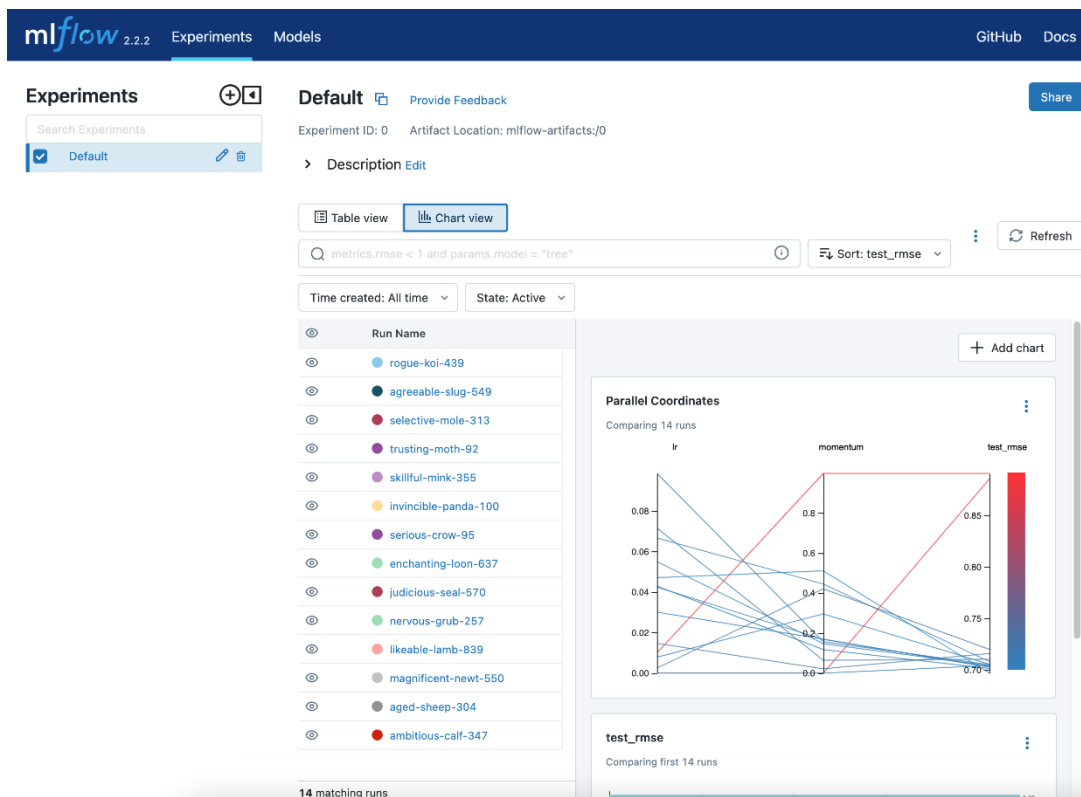 mlflow 2.2.2 Experiments Models GitHub Docs
Experiments
Search Experiments
Default
Default Provide Feedback
Share
Experiment ID: 0 Artifact Location: mlflow-artifacts:/0
Description Edit
Table view Chart view
metrics.rmse < 1 and params.model = "tree"
Sort: test_rmse
Refresh
Time created: All time State: Active
Run Name
rogue-koi-439
agreeable-slug-549
selective-mole-313
trusting-moth-92
skillful-mink-355
invincible-panda-100
serious-crow-95
enchanting-loon-637
judicious-seal-570
nervous-grub-257
likeable-lamb-839
magnificent-newt-550
aged-sheep-304
ambitious-calf-347
14 matching runs
+ Add chart
Parallel Coordinates
Comparing 14 runs
lr momentum test_rmse
0.08
0.06
0.04
0.02
0.00
0.8
0.6
0.4
0.2
0.0
0.85
0.80
0.75
0.70
test_rmse
Comparing first 14 runs